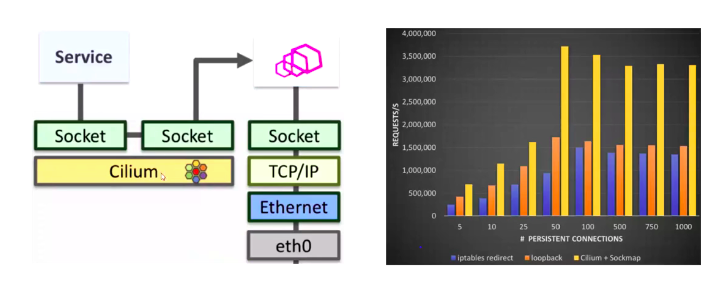 Service
Socket
Socket
Socket
Cilium
TCP/IP
Ethernet
eth0
4,000,000
3,500,000
3,000,000
2,500,000
2,000,000
1,500,000
1,000,000
500,000
0
REQUESTS/S
5 10 25 50 100 500 750 1000
# PERSISTENT CONNECTIONS
iptables redirect loopback Cilium + Sockmap